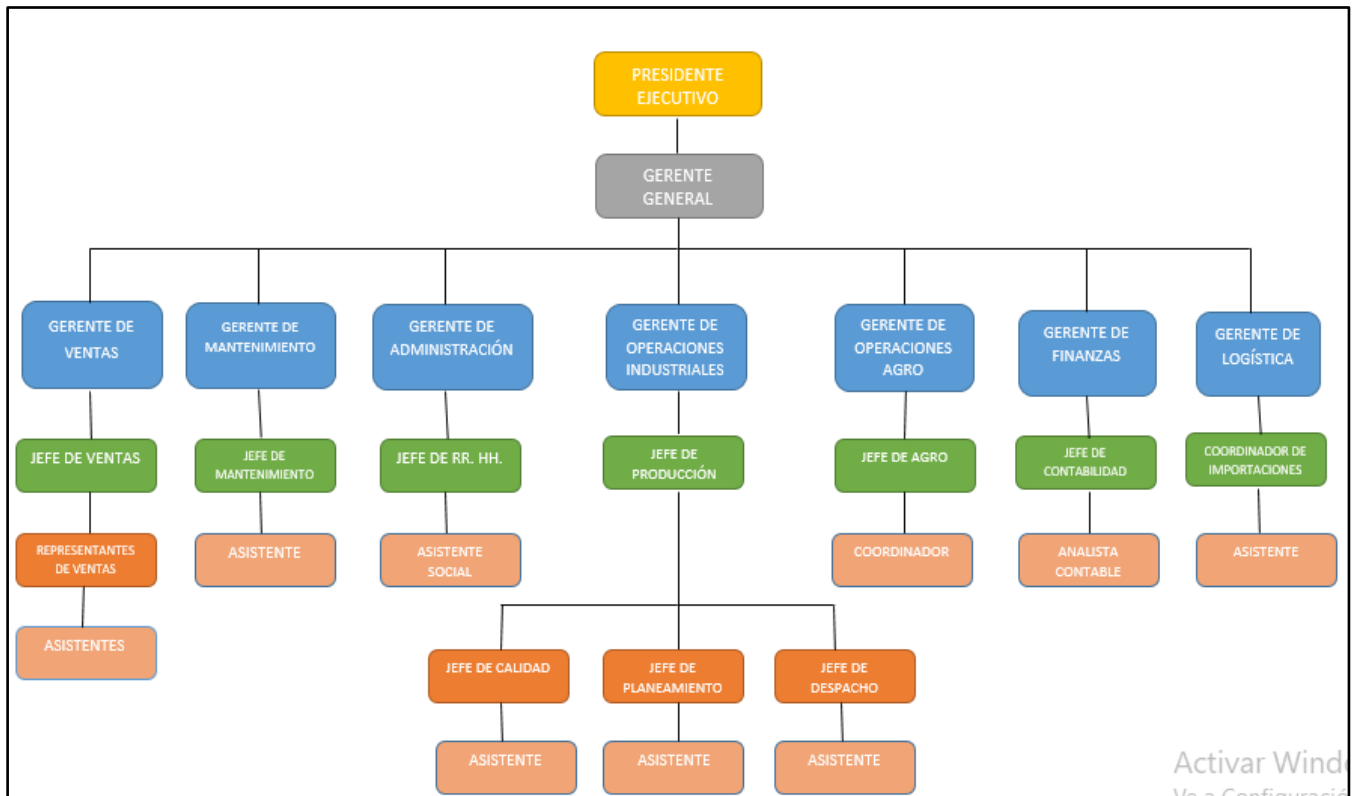 PRESIDENTE
EJECUTIVO
GERENTE
GENERAL
GERENTE DE
VENTAS
GERENTE DE
MANTENIMIENTO
GERENTE DE
ADMINISTRACIÓN
GERENTE DE
OPERACIONES
INDUSTRIALES
GERENTE DE
OPERACIONES
AGRO
GERENTE DE
FINANZAS
GERENTE DE
LOGÍSTICA
JEFE DE VENTAS
JEFE DE
MANTENIMIENTO
JEFE DE RR. HH.
JEFE DE
PRODUCCIÓN
JEFE DE AGRO
JEFE DE
CONTABILIDAD
COORDINADOR DE
IMPORTACIONES
REPRESENTANTES
DE VENTAS
ASISTENTE
ASISTENTE
SOCIAL
COORDINADOR
ANALISTA
CONTABLE
ASISTENTE
ASISTENTES
JEFE DE CALIDAD
JEFE DE
PLANEAMIENTO
JEFE DE
DESPACHO
ASISTENTE
ASISTENTE
ASISTENTE
Activar Wind